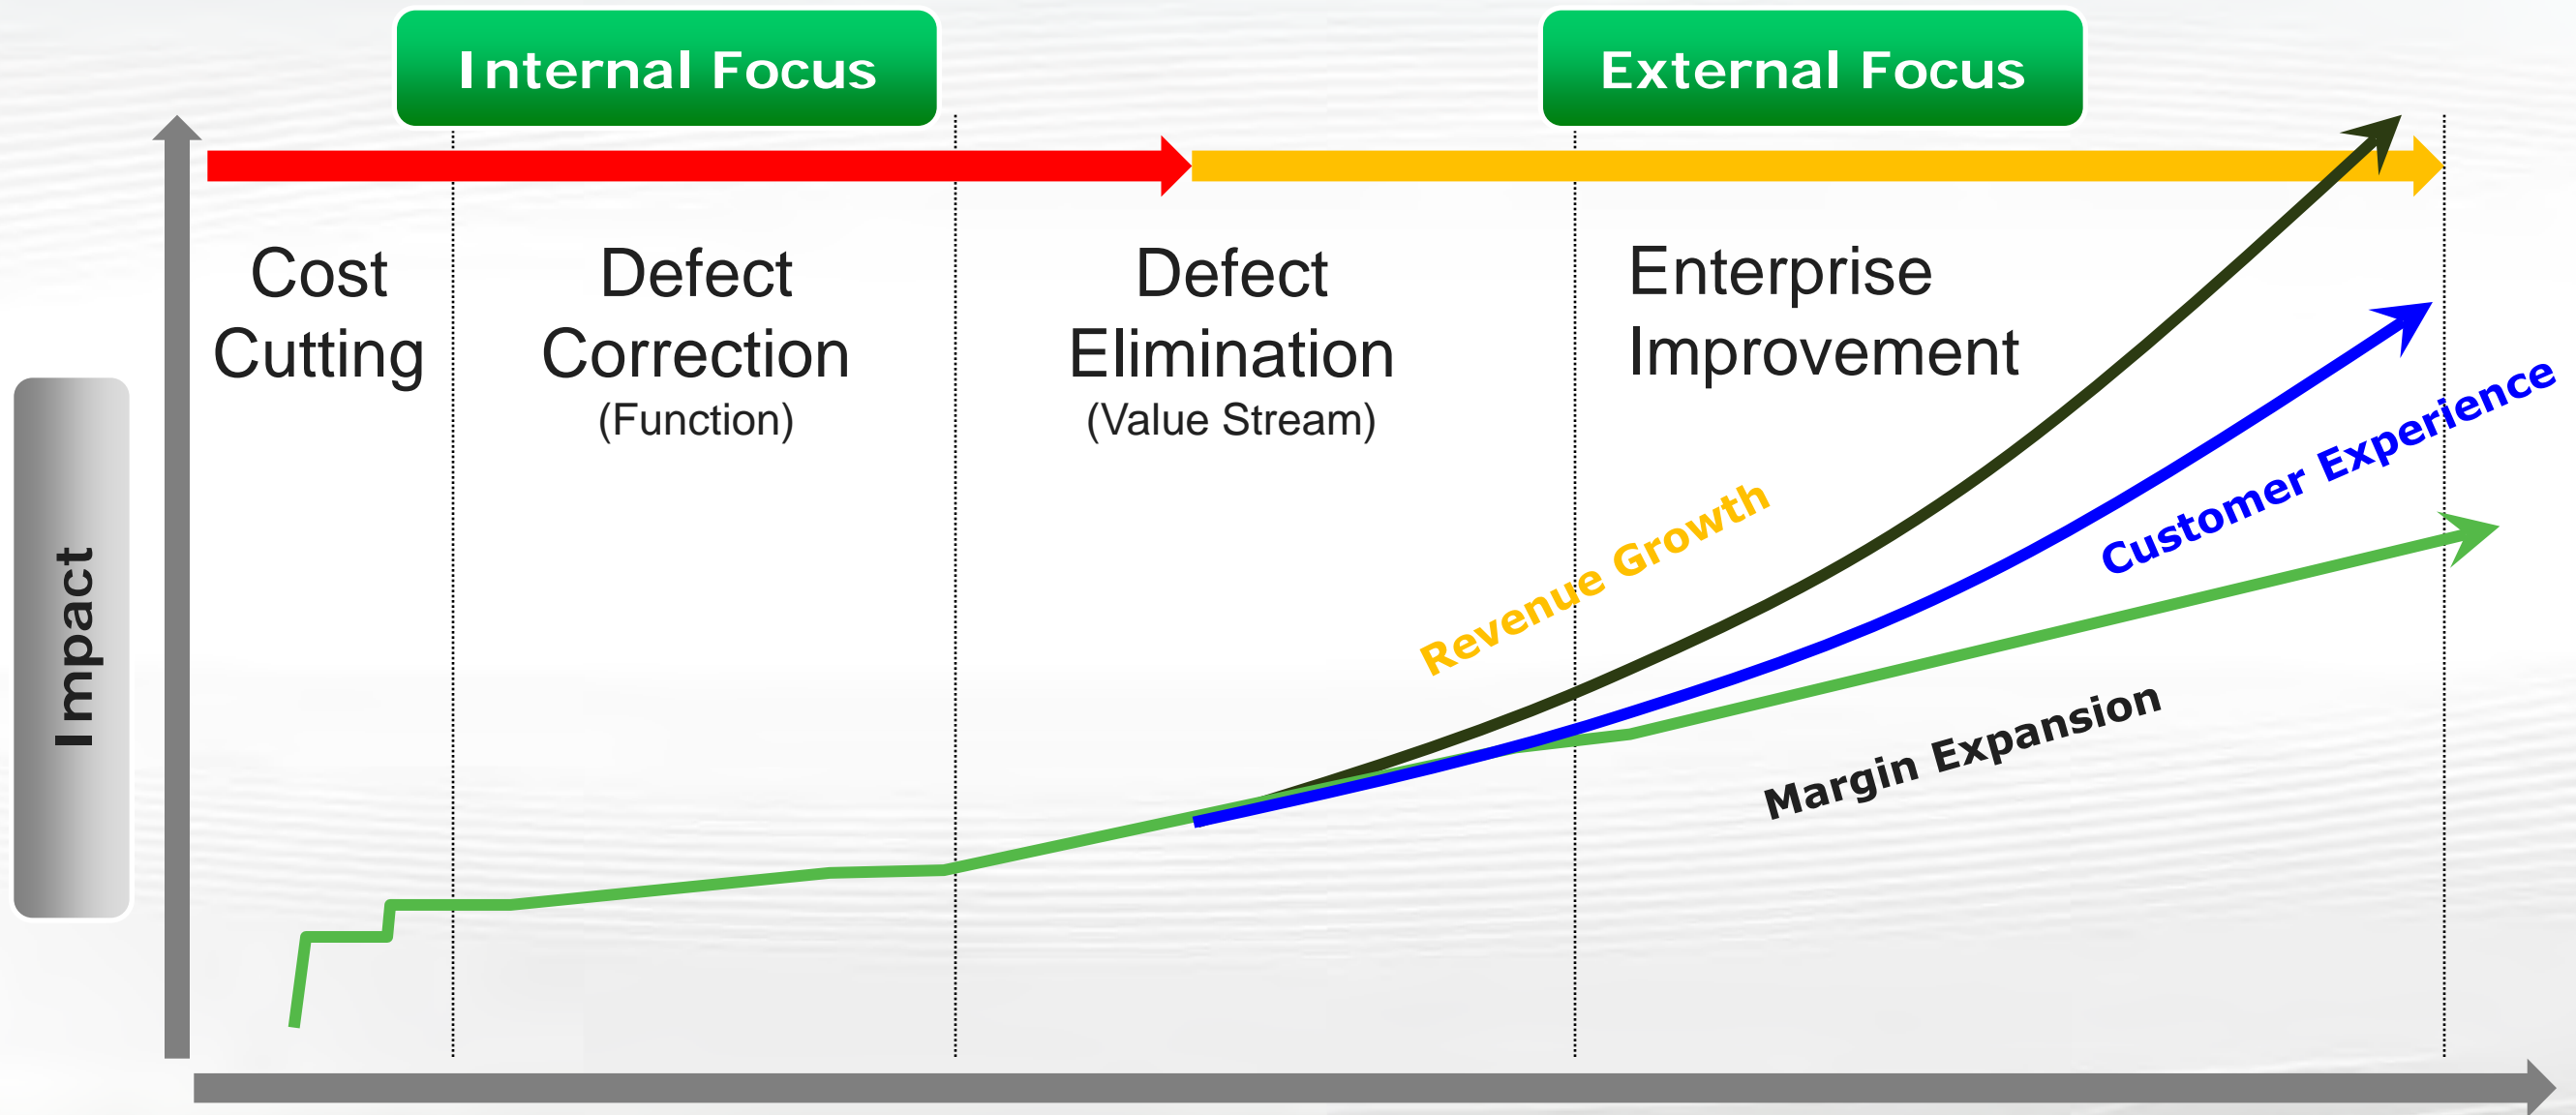 Internal Focus
External Focus
Cost
Cutting
Defect
Correction
(Function)
Defect
Elimination
(Value Stream)
Enterprise
Improvement
Impact
Revenue Growth
Customer Experience
Margin Expansion